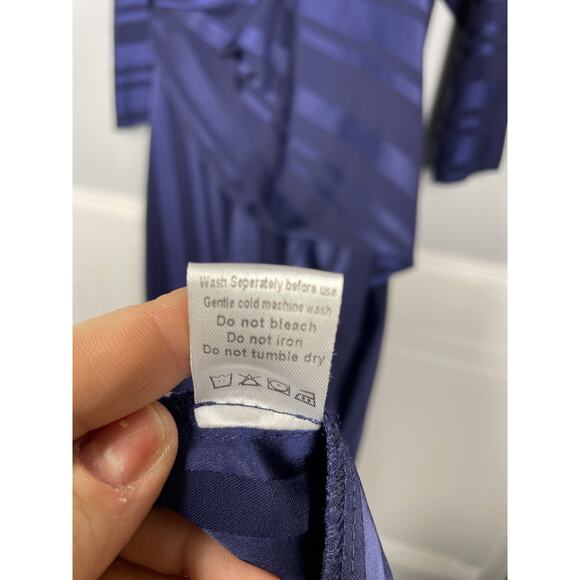 Wash Seperately before use
Gentle cold machine wash
Do not bleach
Do not iron
Do not tumble dry